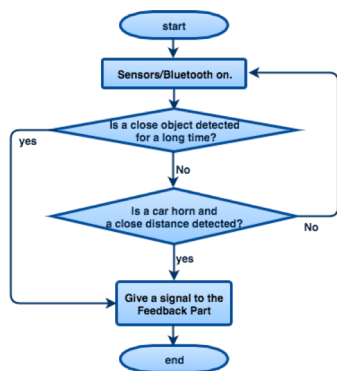 start
Sensors/Bluetooth on.
Is a close object detected
for a long time?
yes
No
Is a car horn and
a close distance detected?
No
yes
Give a signal to the
Feedback Part
end